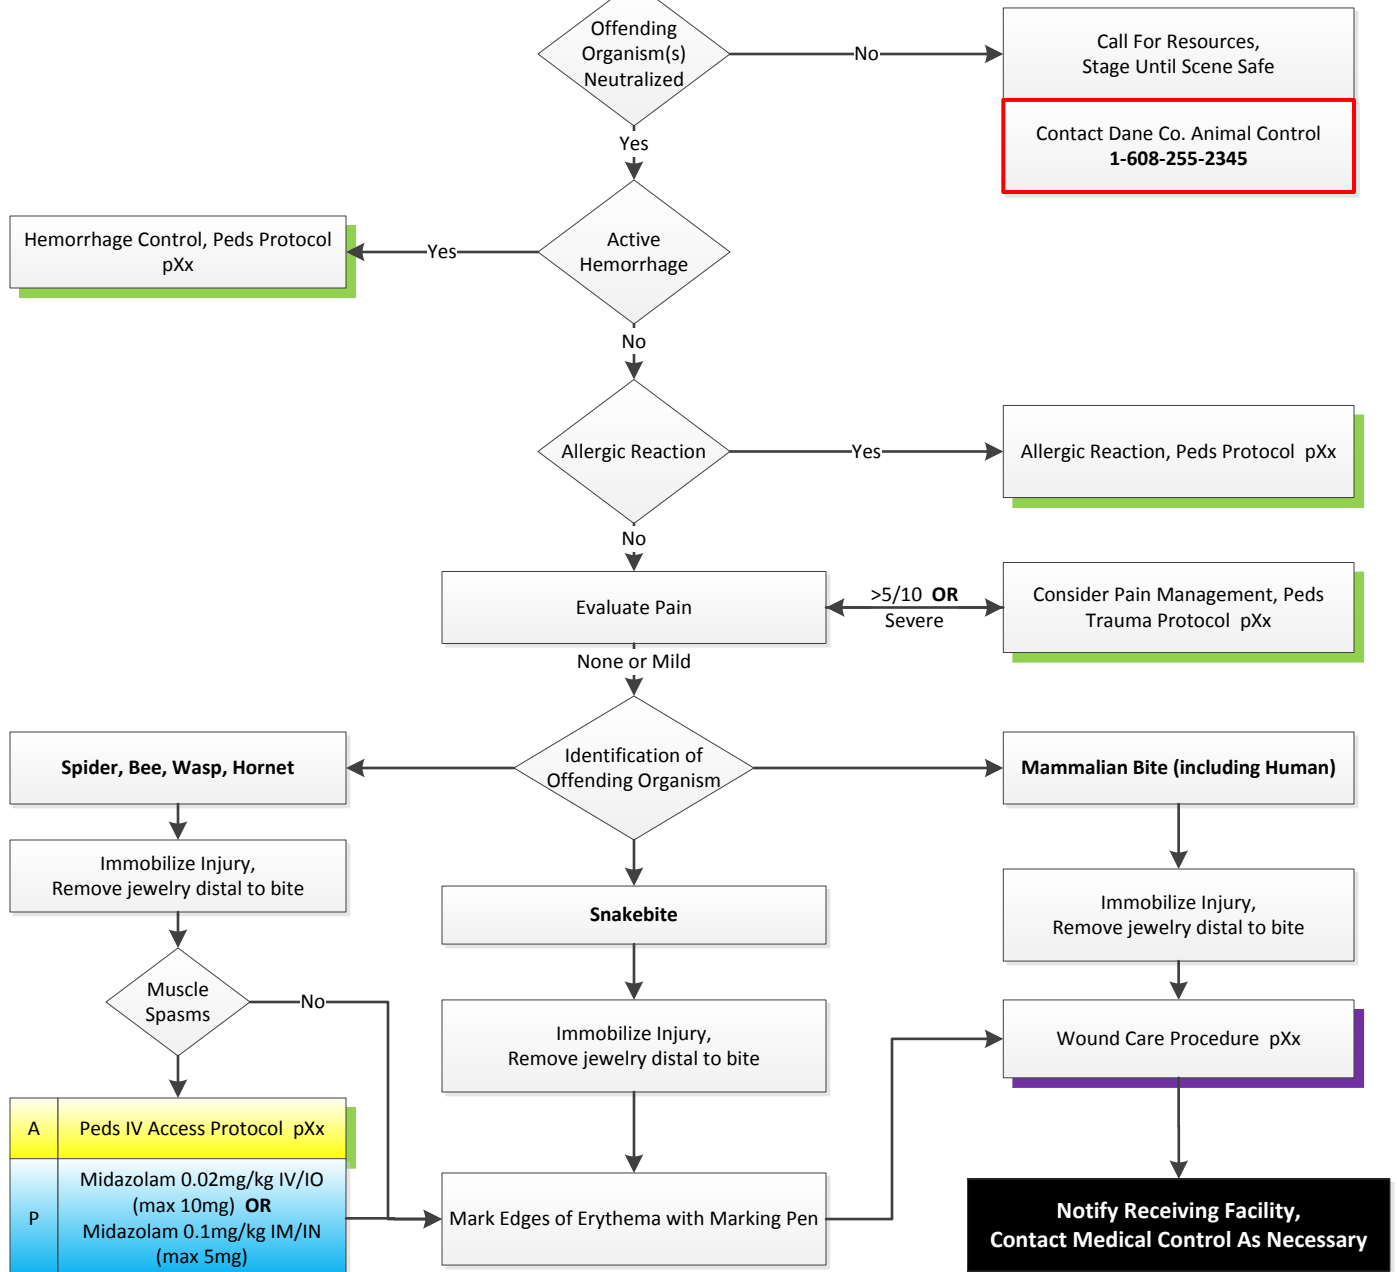 Offending
Organism(s)
Neutralized
No
Call For Resources,
Stage Until Scene Safe
Contact Dane Co. Animal Control
1-608-255-2345
Yes
Hemorrhage Control, Peds Protocol
pXx
Yes
Active
Hemorrhage
No
Allergic Reaction
Yes
Allergic Reaction, Peds Protocol pXx
No
Evaluate Pain
>5/10 OR
Severe
Consider Pain Management, Peds
Trauma Protocol pXx
None or Mild
Identification of
Offending Organism
Spider, Bee, Wasp, Hornet
Mammalian Bite (including Human)
Immobilize Injury,
Remove jewelry distal to bite
Snakebite
Immobilize Injury,
Remove jewelry distal to bite
Muscle
Spasms
No
Immobilize Injury,
Remove jewelry distal to bite
Wound Care Procedure pXx
A
Peds IV Access Protocol pXx
P
Midazolam 0.02mg/kg IV/IO
(max 10mg) OR
Midazolam 0.1mg/kg IM/IN
(max 5mg)
Mark Edges of Erythema with Marking Pen
Notify Receiving Facility,
Contact Medical Control As Necessary